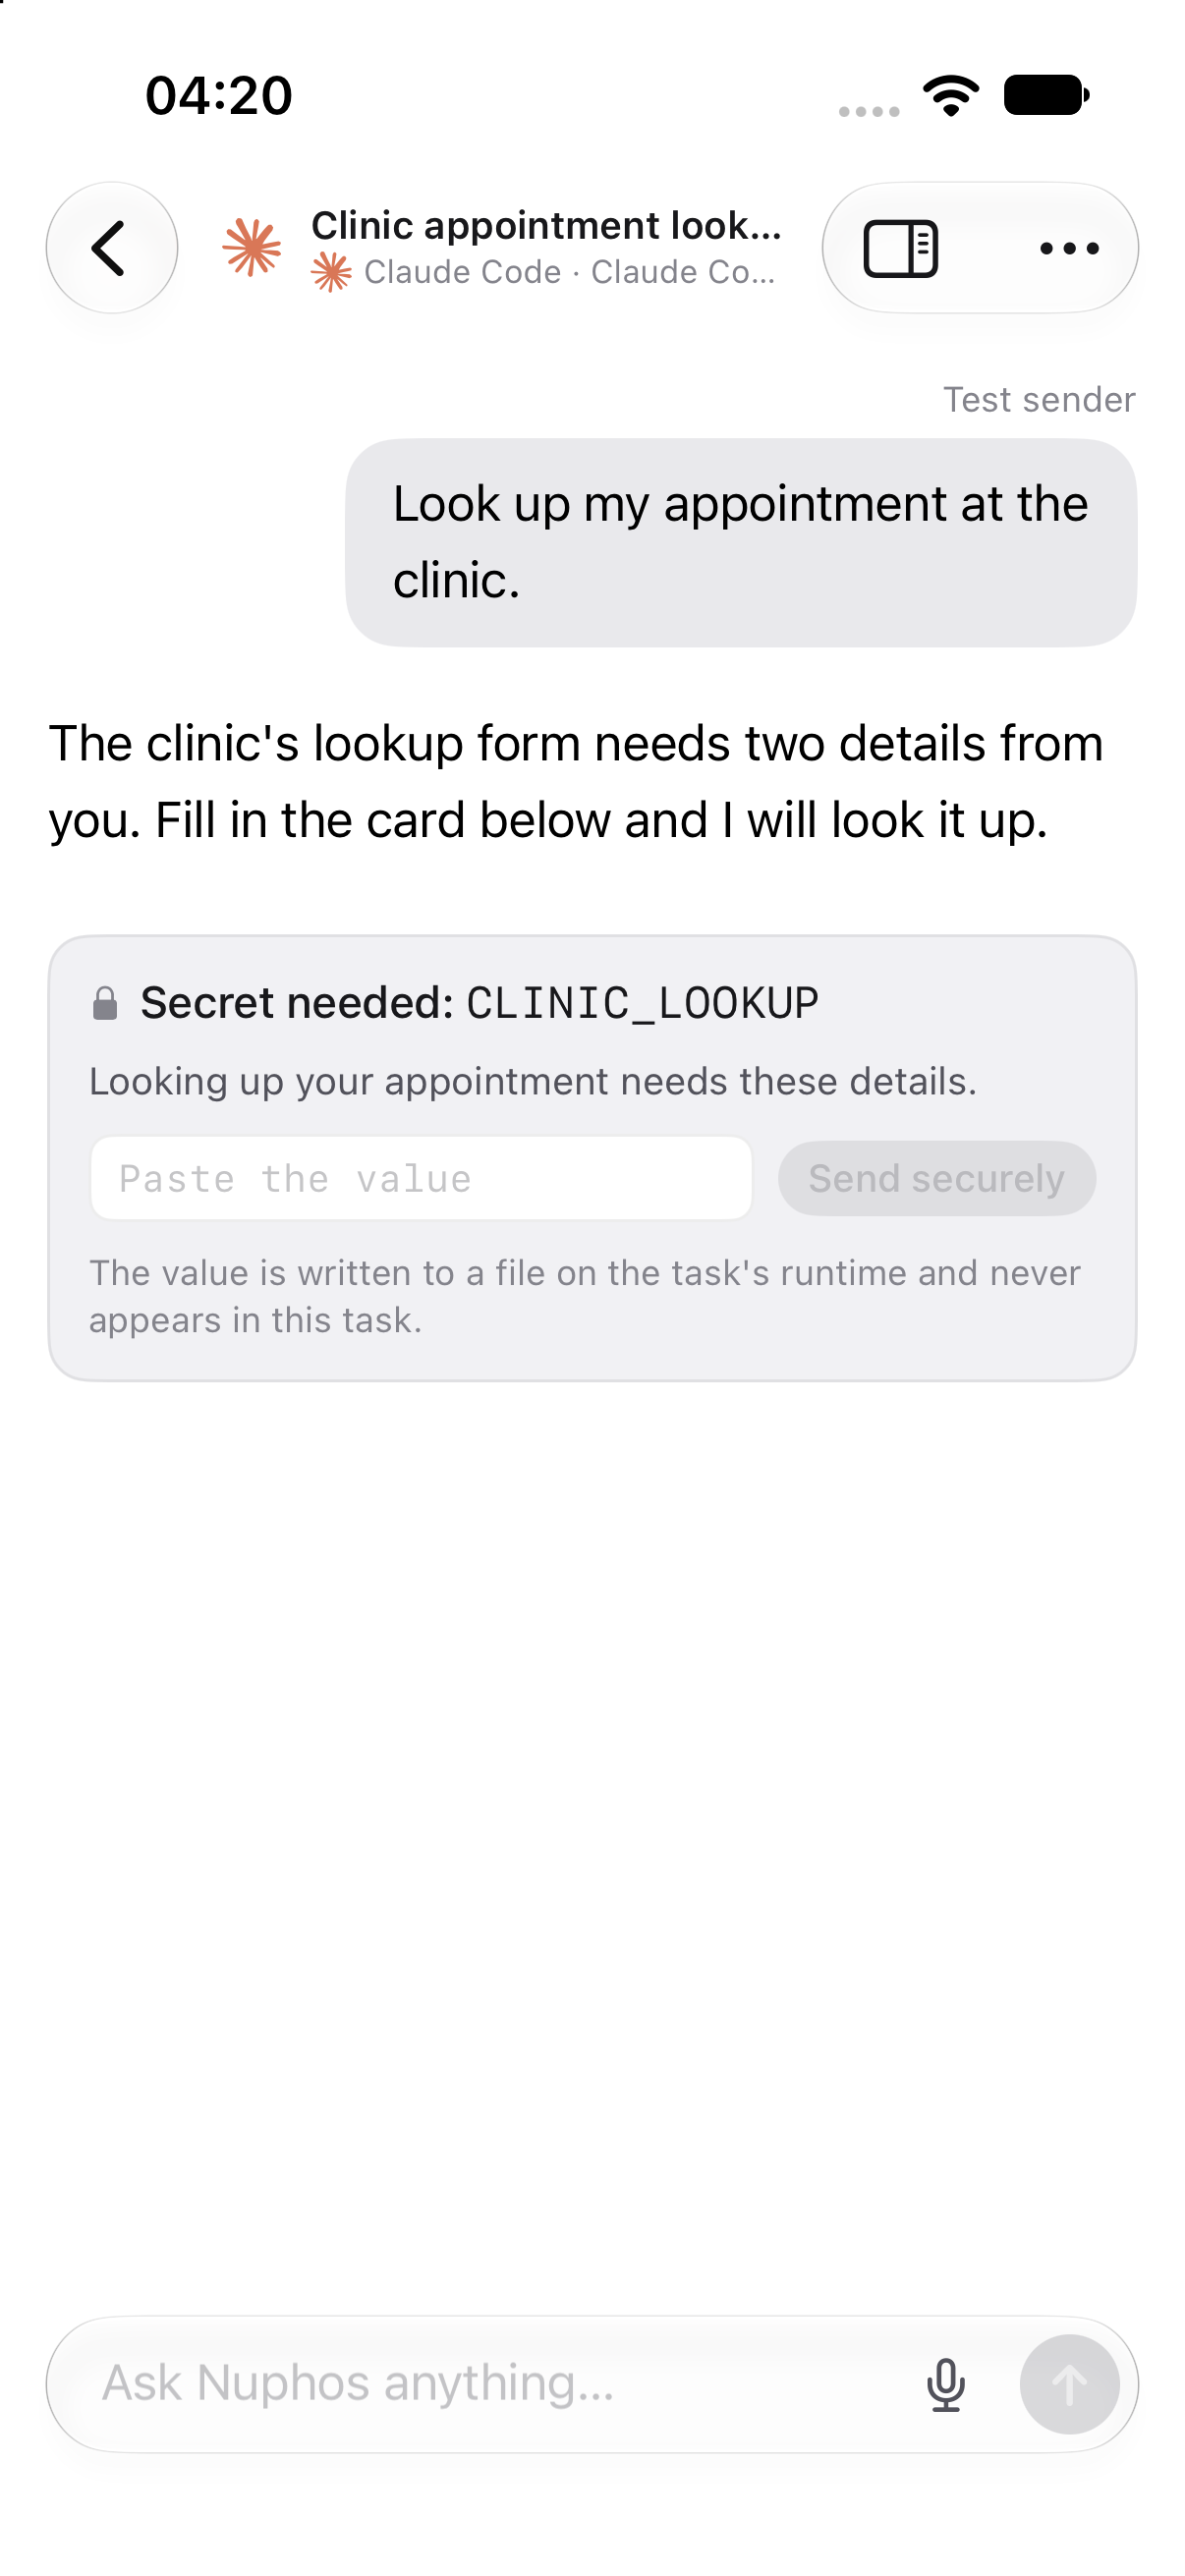 04:20
Clinic appointment look...
Claude Code · Claude Co...
Test sender
Look up my appointment at the
clinic.
The clinic's lookup form needs two details from
you. Fill in the card below and I will look it up.
Secret needed: CLINIC_LOOKUP
Looking up your appointment needs these details.
Paste the value
Send securely
The value is written to a file on the task's runtime and never
appears in this task.
Ask Nuphos anything...